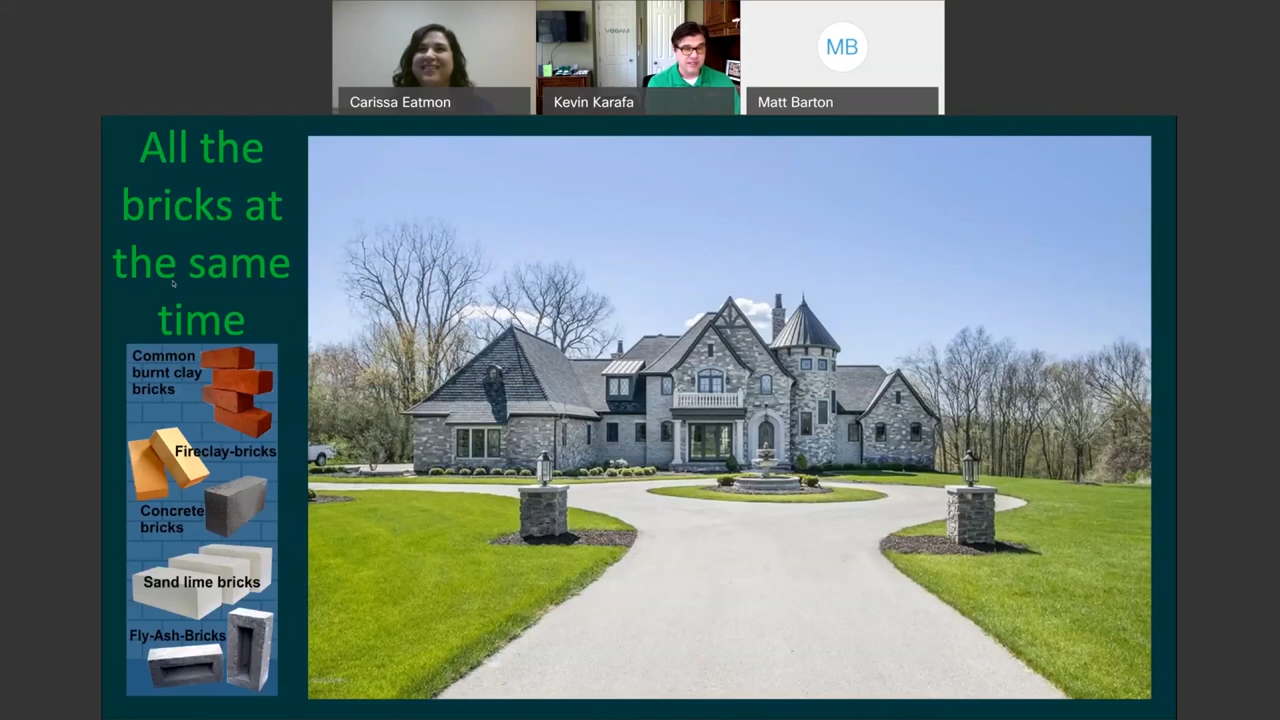 MB
Carissa Eatmon
Kevin Karafa
Matt Barton
All the
bricks at
the same
time
Common
burnt clay
bricks
Fireclay-bricks
Concrete
bricks
Sand lime bricks
Fly-Ash-Bricks